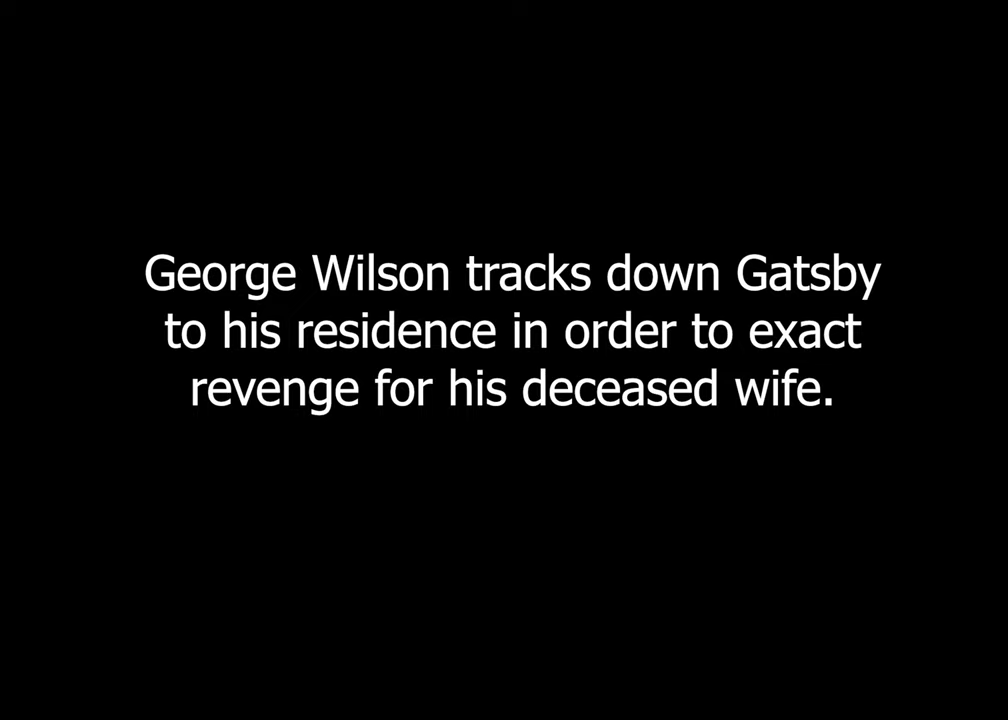 George Wilson tracks down Gatsby
to his residence in order to exact
revenge for his deceased wife.